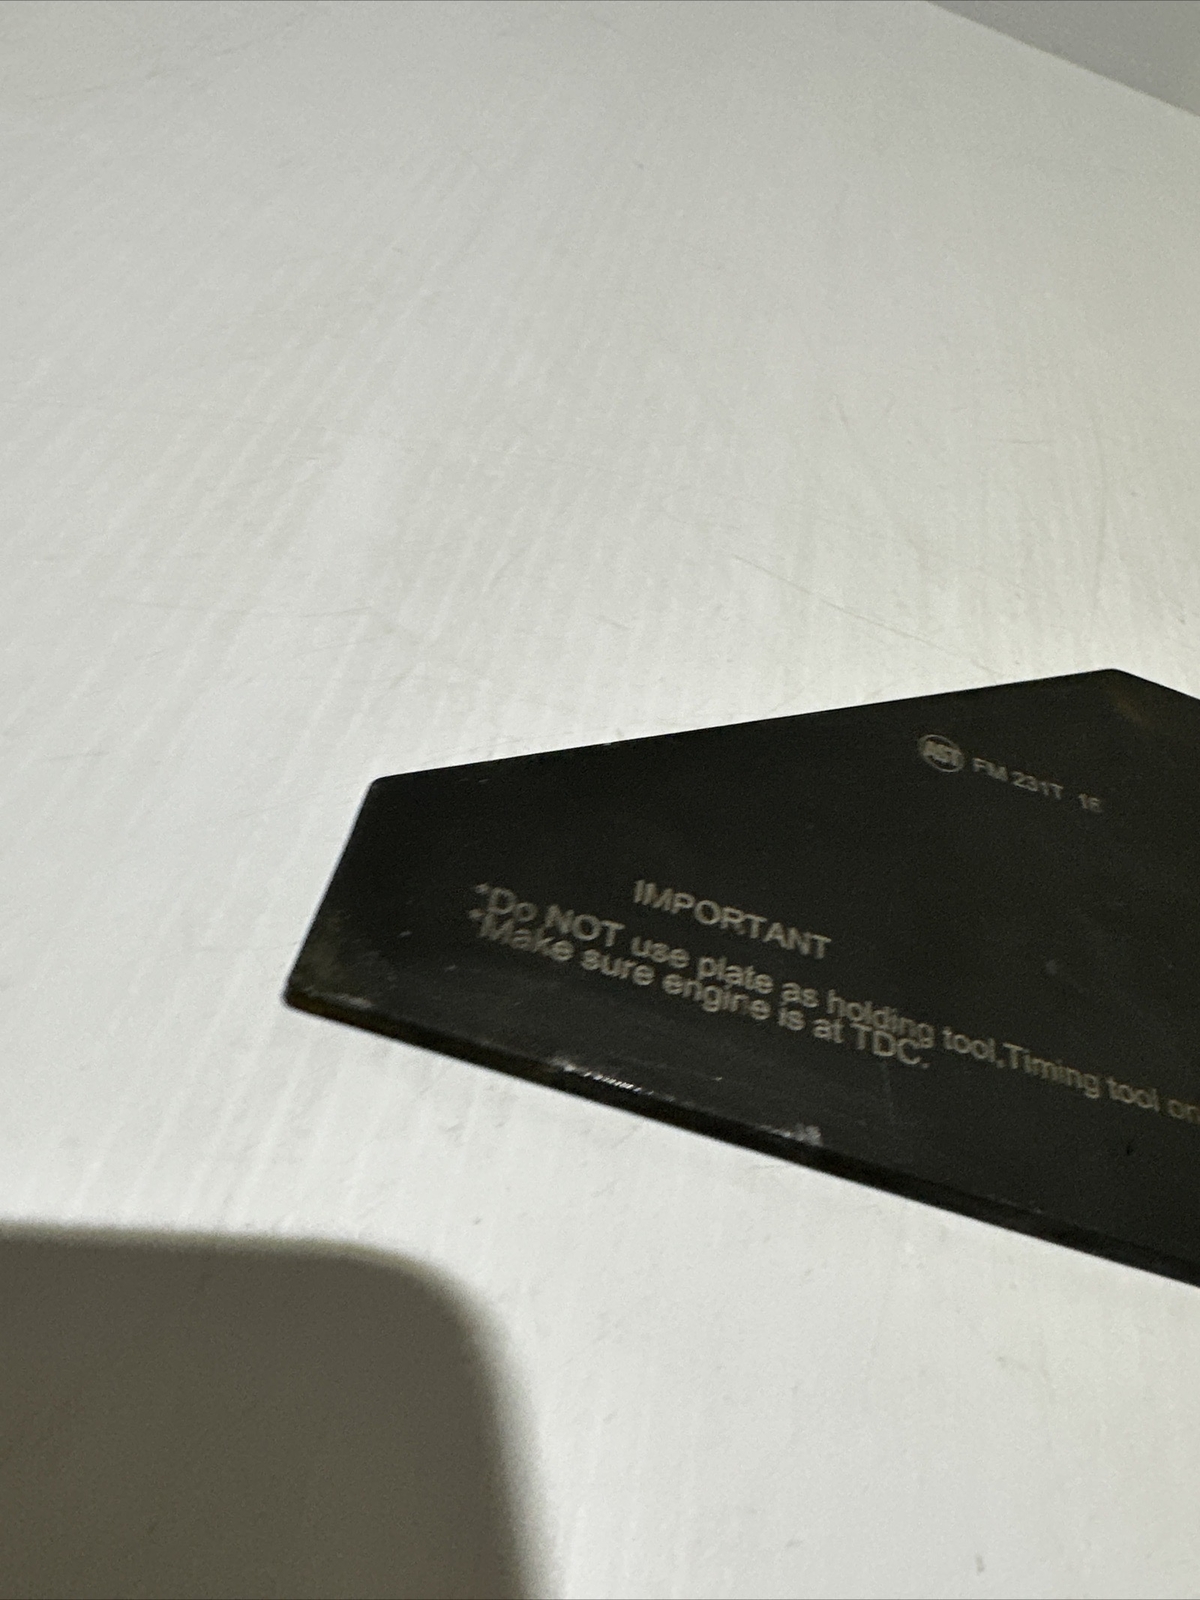 AST FM 231T 16
IMPORTANT
*Do NOT use plate as holding tool,Timing tool
*Make sure engine is at TDC.